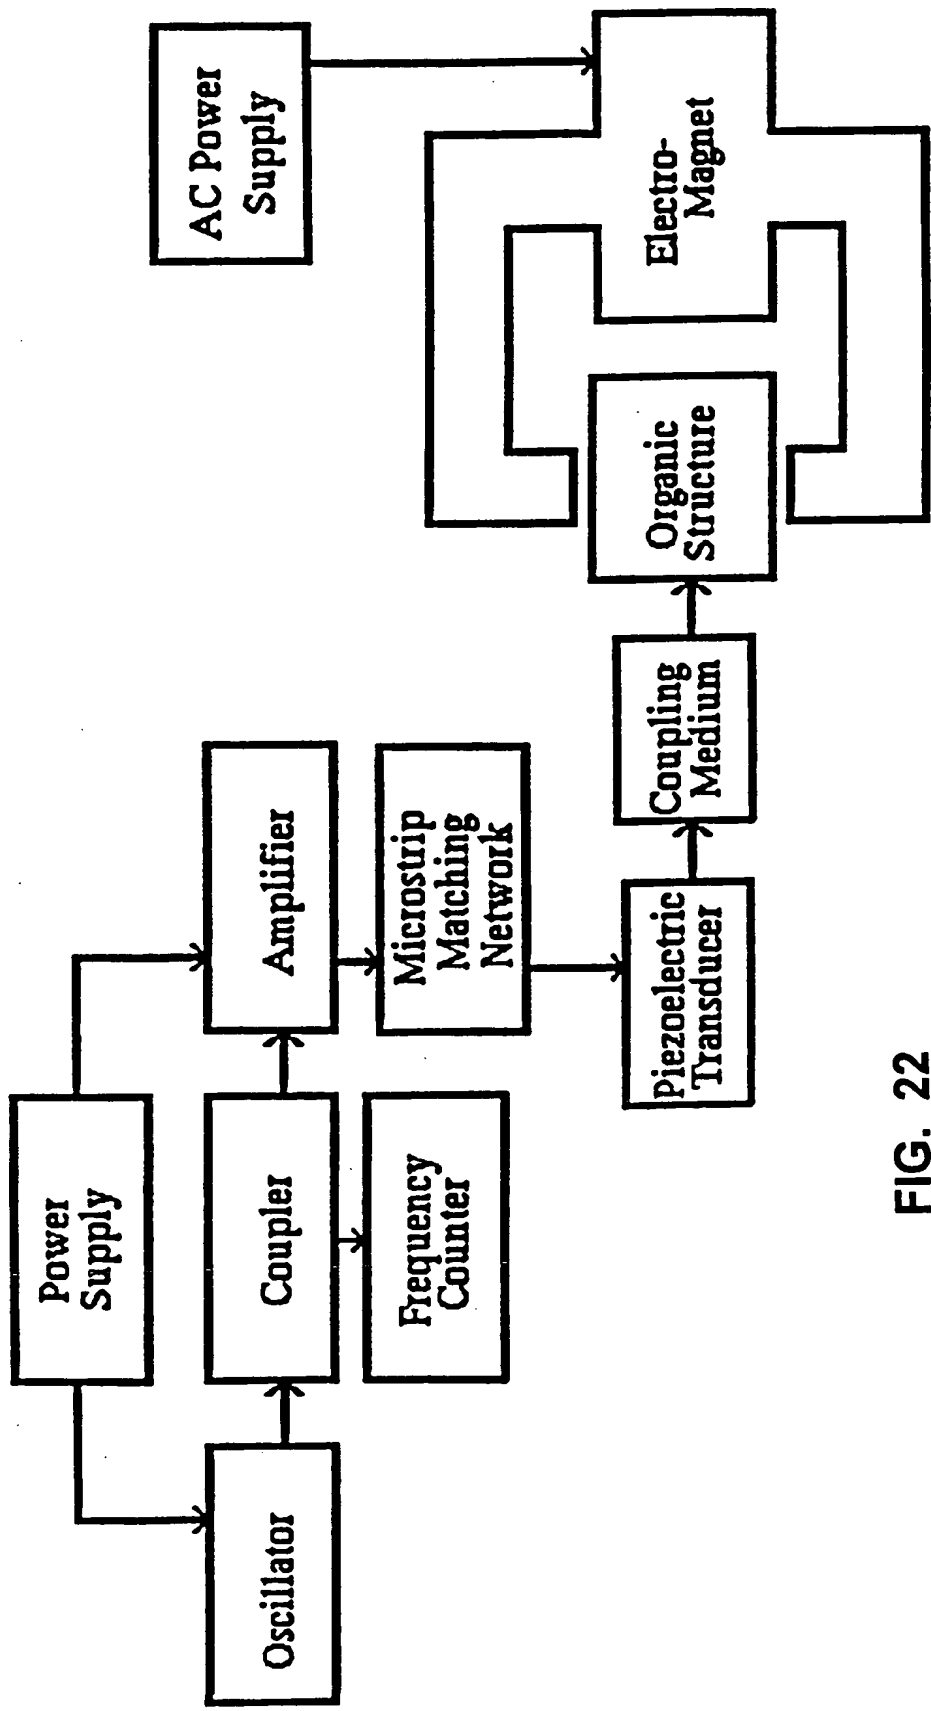 Power
Supply
AC Power
Supply
Oscillator
Coupler
Amplifier
Frequency
Counter
Microstrip
Matching
Network
Piezoelectric
Transducer
Coupling
Medium
Organic
Structure
Electro-
Magnet
FIG. 22